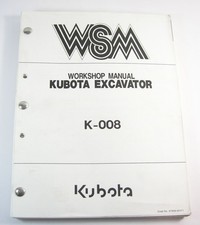 WSM
WORKSHOP MANUAL
KUBOTA EXCAVATOR
K-008
Kubota